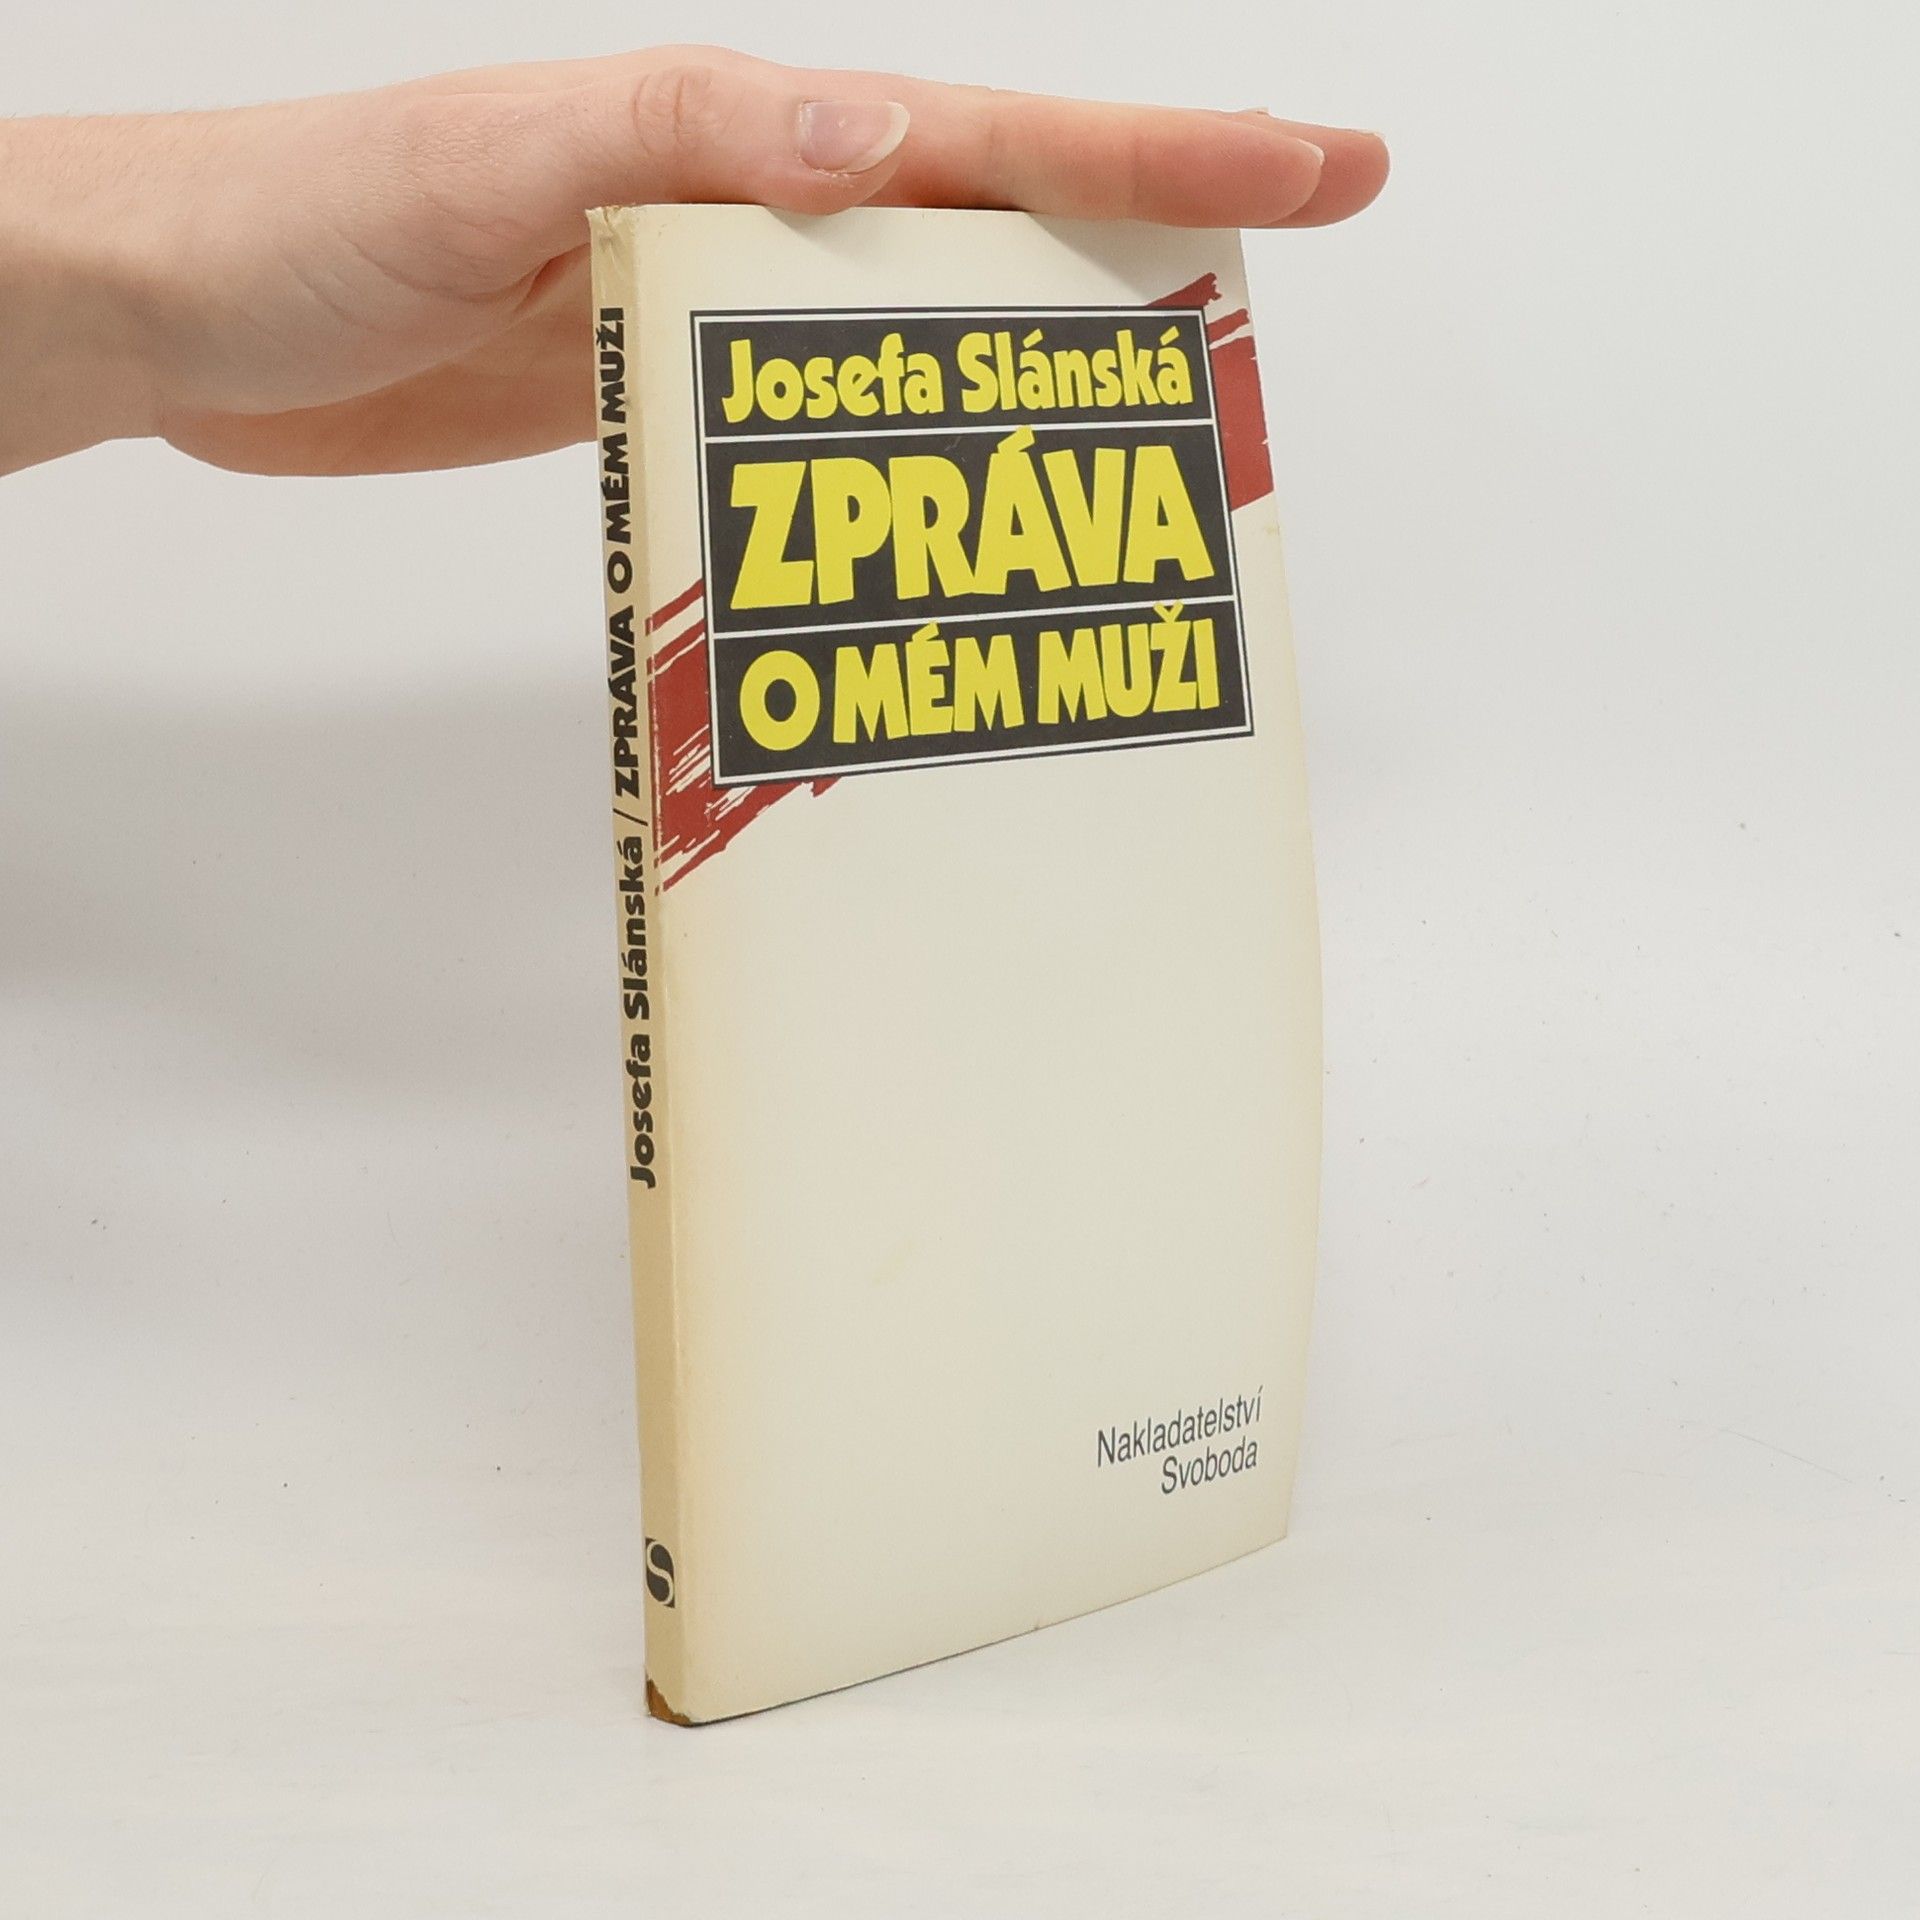 Josefa Slánská
ZPRÁVA
O MÉM MUŽI
Nakladatelství
Svoboda
Josefa Slánská / ZPRÁVA O MÉM MUŽI
S